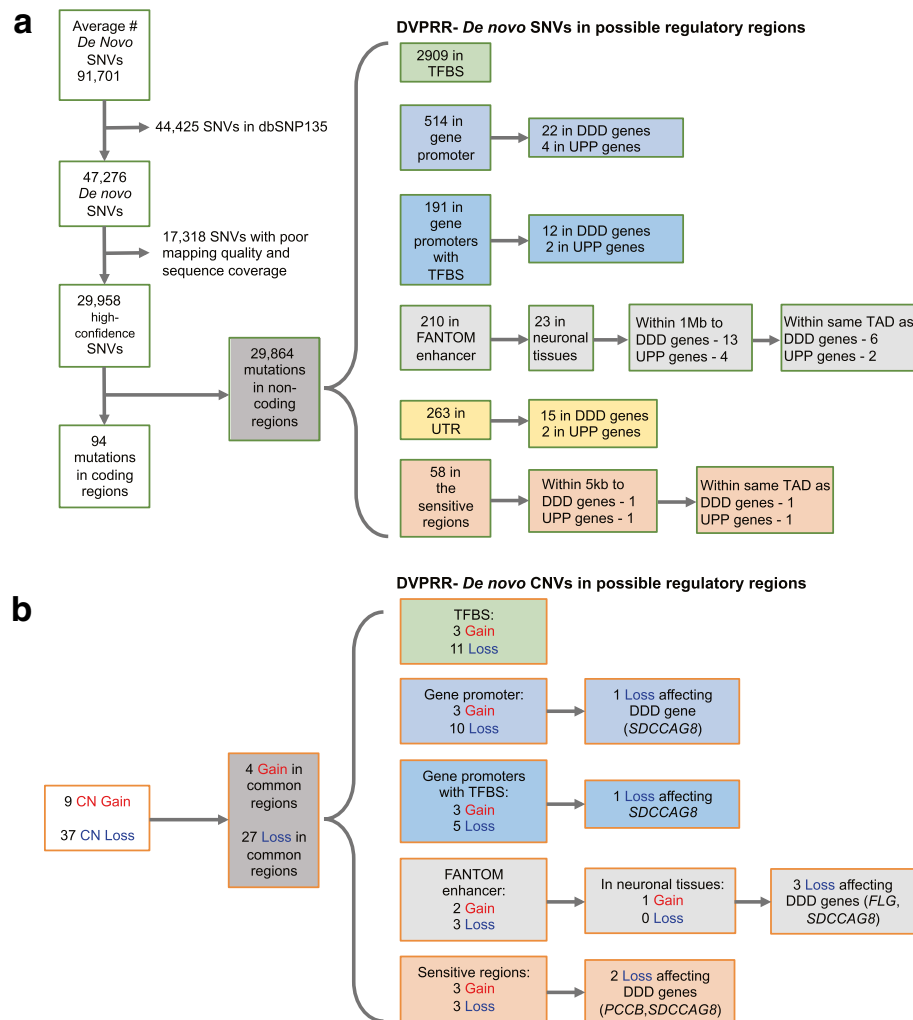 a
Average #
De Novo
SNVs
91,701
44,425 SNVs in dbSNP135
47,276
De novo
SNVs
17,318 SNVs with poor
mapping quality and
sequence coverage
29,958
high-
confidence
SNVs
94
mutations
in coding
regions
29,864
mutations
in non-
coding
regions
DVPRR- De novo SNVs in possible regulatory regions
2909 in
TFBS
514 in
gene
promoter
22 in DDD genes
4 in UPP genes
191 in
gene
promoters
with
TFBS
12 in DDD genes
2 in UPP genes
210 in
FANTOM
enhancer
23 in
neuronal
tissues
Within 1Mb to
DDD genes - 13
UPP genes - 4
Within same TAD as
DDD genes - 6
UPP genes - 2
263 in
UTR
15 in DDD genes
2 in UPP genes
58 in
the
sensitive
regions
Within 5kb to
DDD genes - 1
UPP genes - 1
Within same TAD as
DDD genes - 1
UPP genes - 1
b
DVPRR- De novo CNVs in possible regulatory regions
9 CN Gain
37 CN Loss
4 Gain in
common
regions
27 Loss in
common
regions
TFBS:
3 Gain
11 Loss
Gene promoter:
3 Gain
10 Loss
1 Loss affecting
DDD gene
(SDCCAG8)
Gene promoters
with TFBS:
3 Gain
5 Loss
1 Loss affecting
SDCCAG8
FANTOM
enhancer:
2 Gain
3 Loss
In neuronal tissues:
1 Gain
0 Loss
3 Loss affecting
DDD genes (FLG,
SDCCAG8)
Sensitive regions:
3 Gain
3 Loss
2 Loss affecting
DDD genes
(PCCB,SDCCAG8)